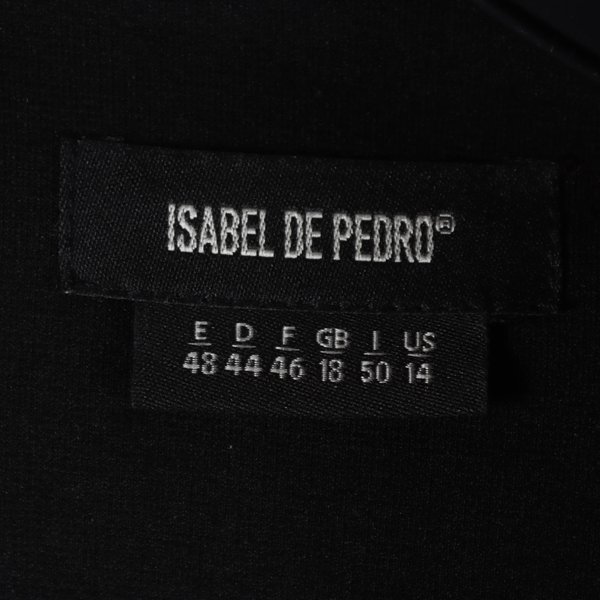 ISABEL DE PEDRO®
E D F GB I US
48 44 46 18 50 14